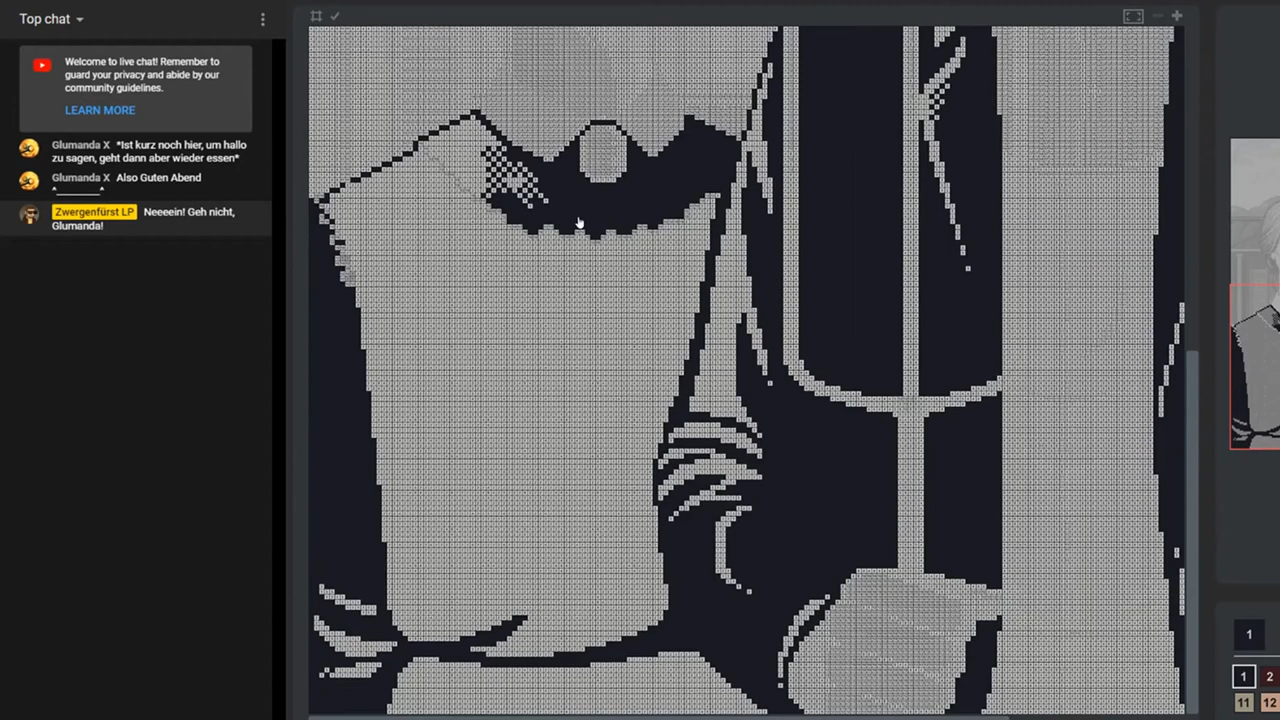 Top chat
Welcome to live chat! Remember to
guard your privacy and abide by our
community guidelines.
LEARN MORE
Glumanda X *Ist kurz noch hier, um hallo
zu sagen, geht dann aber wieder essen*
Glumanda X Also Guten Abend
^_______^
Zwergenfürst LP Neeeein! Geh nicht,
Glumanda!
1
1 2
11 12